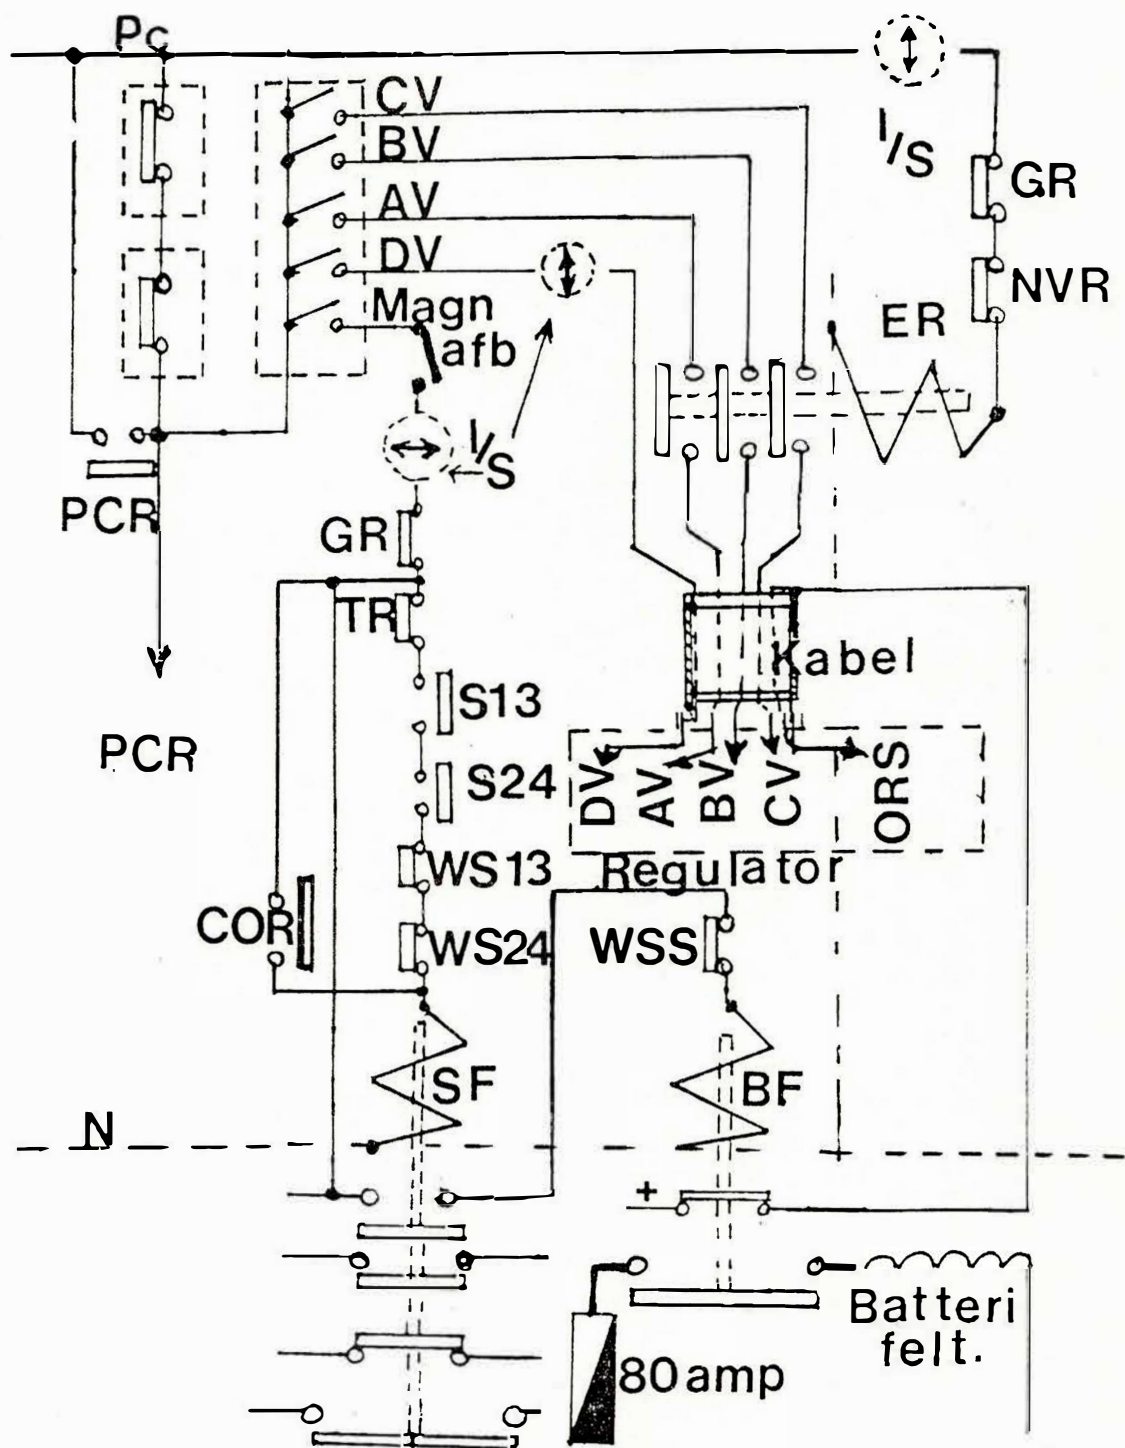 Pc
CV
BV
AV
DV
Magn
afb
I/S
GR
NVR
ER
I/S
PCR
GR
TR
Kabel
S13
PCR
S24
DV
AV
BV
CV
ORS
WS13
Regulator
COR
WS24
WSS
SF
BF
N
+
Batteri
felt.
80amp